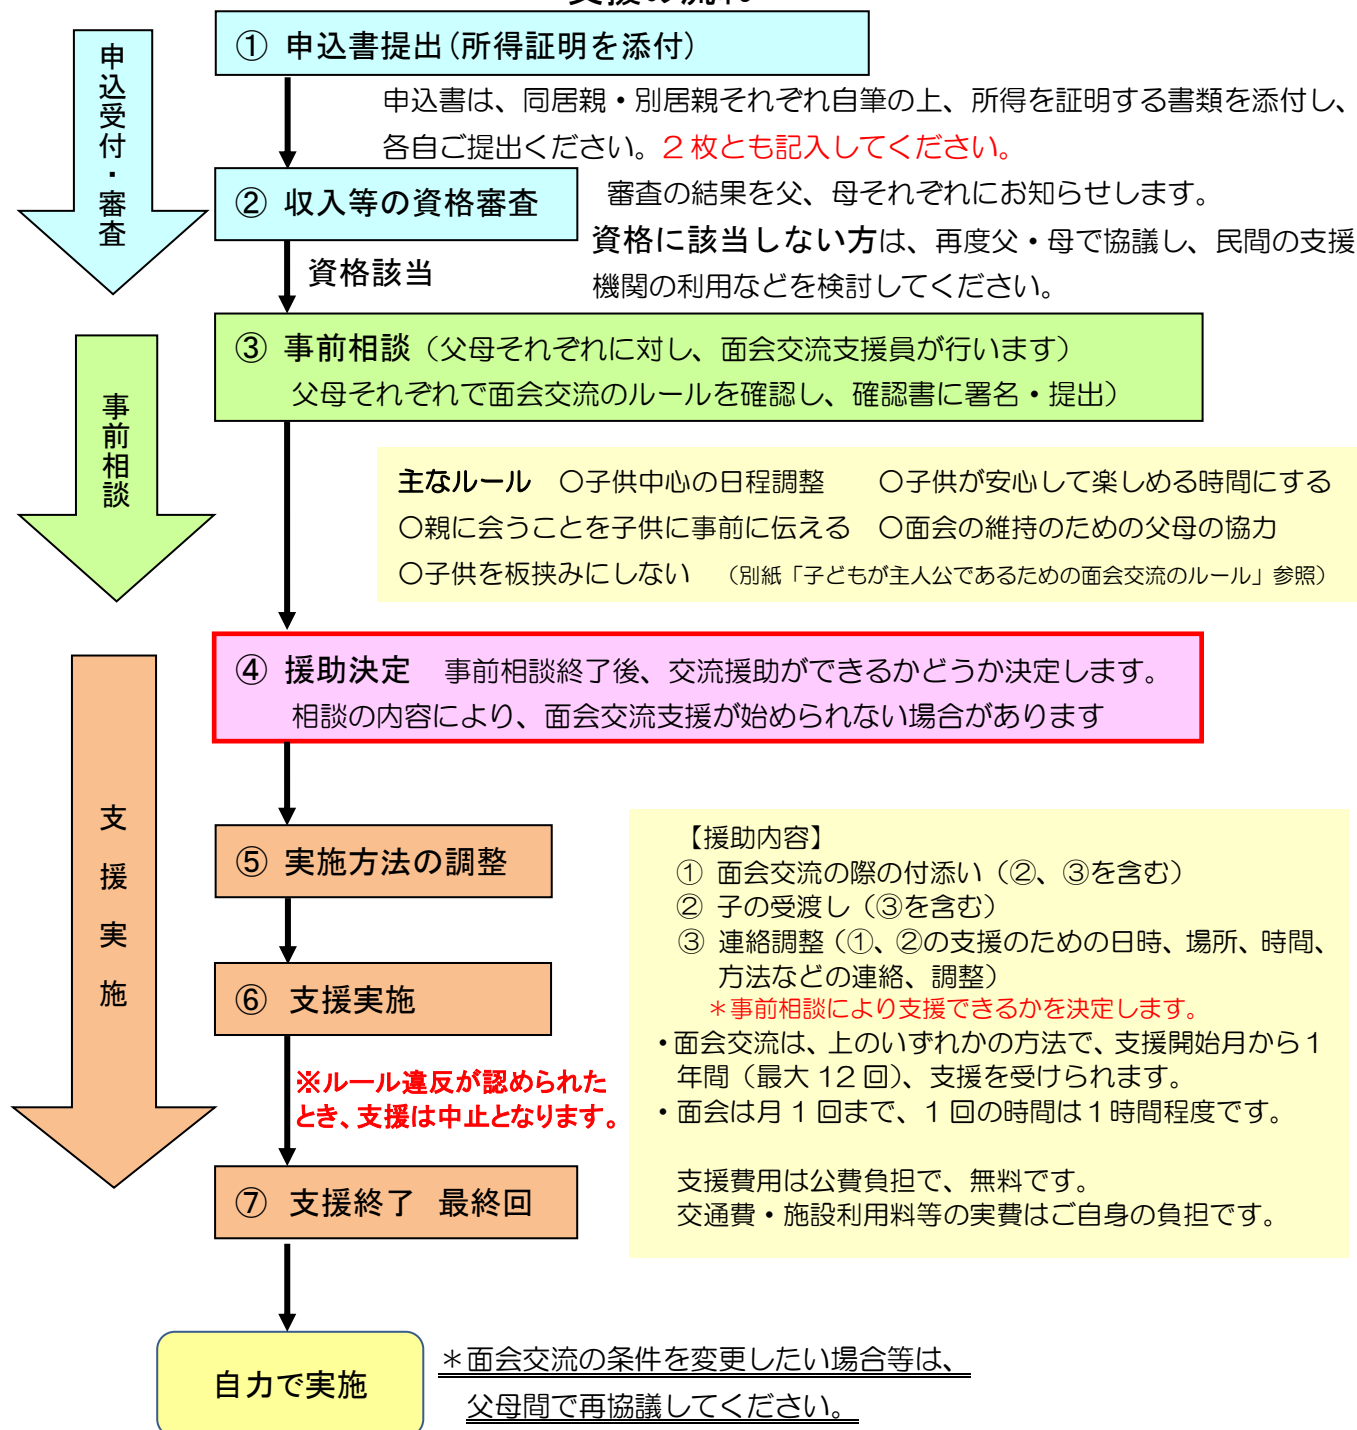 支援の流れ
① 申込書提出(所得証明を添付)
申込受付・審査
申込書は、同居親・別居親それぞれ自筆の上、所得を証明する書類を添付し、
各自ご提出ください。2枚とも記入してください。
② 収入等の資格審査
審査の結果を父、母それぞれにお知らせします。
資格に該当しない方は、再度父・母で協議し、民間の支援
機関の利用などを検討してください。
資格該当
③ 事前相談（父母それぞれに対し、面会交流支援員が行います）
父母それぞれで面会交流のルールを確認し、確認書に署名・提出）
事前相談
主なルール　〇子供中心の日程調整　　〇子供が安心して楽しめる時間にする
〇親に会うことを子供に事前に伝える　〇面会の維持のための父母の協力
〇子供を板挟みにしない　（別紙「子どもが主人公であるための面会交流のルール」参照）
④ 援助決定　事前相談終了後、交流援助ができるかどうか決定します。
相談の内容により、面会交流支援が始められない場合があります
支援実施
⑤ 実施方法の調整
⑥ 支援実施
※ルール違反が認められた
とき、支援は中止となります。
⑦ 支援終了　最終回
【援助内容】
① 面会交流の際の付添い（②、③を含む）
② 子の受渡し（③を含む）
③ 連絡調整（①、②の支援のための日時、場所、時間、
方法などの連絡、調整）
＊事前相談により支援できるかを決定します。
・面会交流は、上のいずれかの方法で、支援開始月から1
年間（最大12回）、支援を受けられます。
・面会は月1回まで、1回の時間は1時間程度です。
支援費用は公費負担で、無料です。
交通費・施設利用料等の実費はご自身の負担です。
自力で実施
＊面会交流の条件を変更したい場合等は、
父母間で再協議してください。